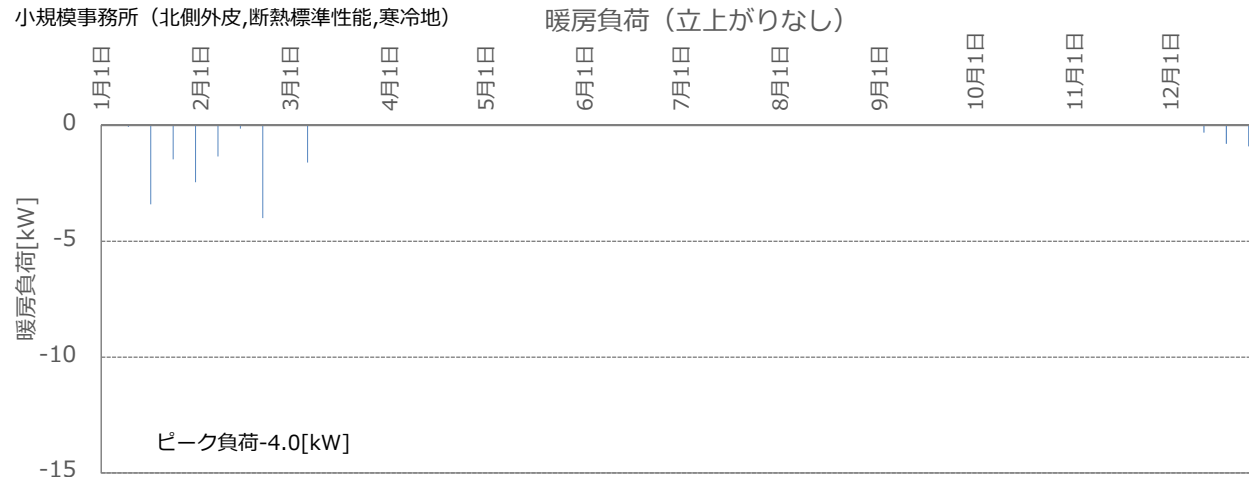 小規模事務所（北側外皮,断熱標準性能,寒冷地）
暖房負荷（立上がりなし）
1月1日
2月1日
3月1日
4月1日
5月1日
6月1日
7月1日
8月1日
9月1日
10月1日
11月1日
12月1日
0
-5
-10
-15
暖房負荷[kW]
ピーク負荷-4.0[kW]